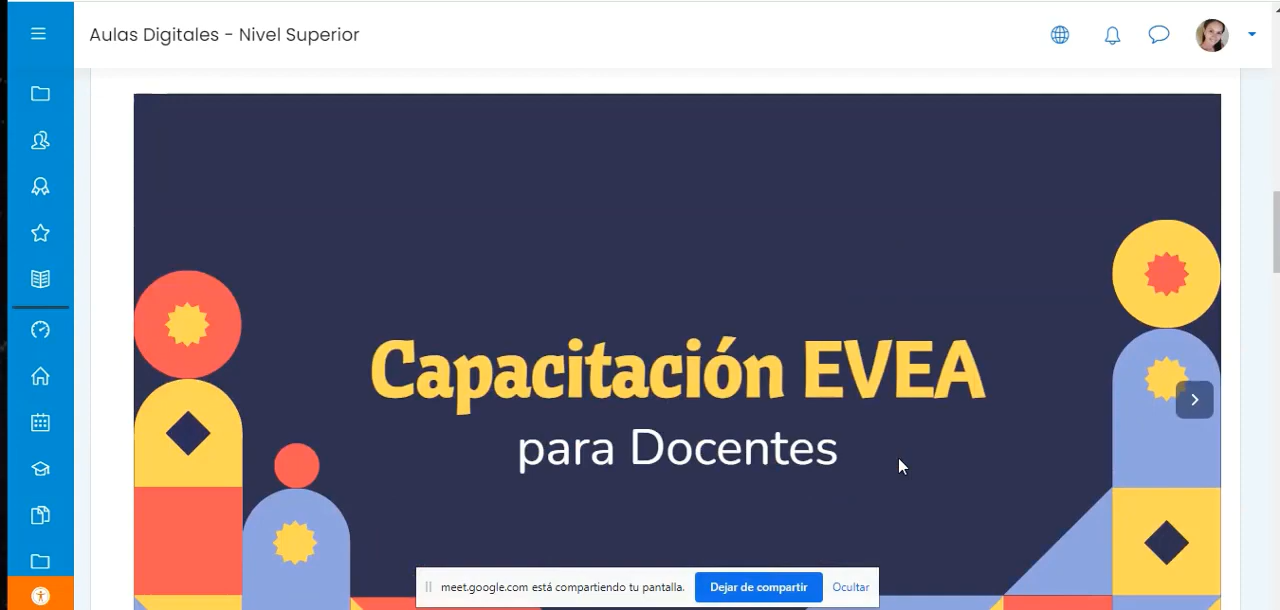 Aulas Digitales - Nivel Superior
Capacitación EVEA
para Docentes
meet.google.com está compartiendo tu pantalla. Dejar de compartir Ocultar